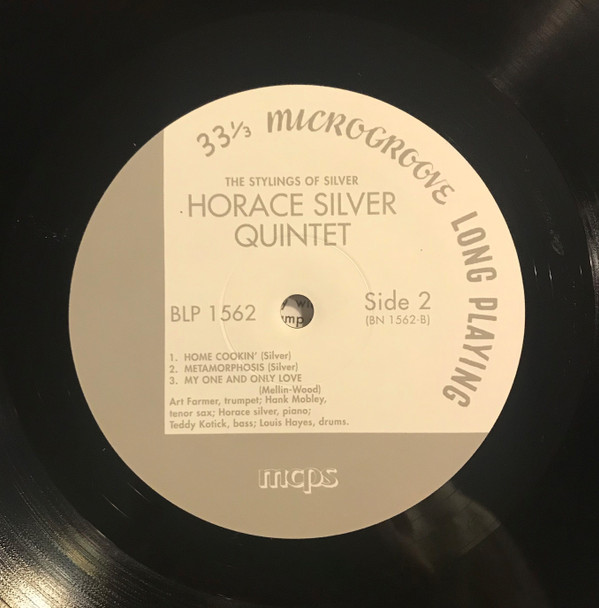 33⅓ MICROGROOVE LONG PLAYING
THE STYLINGS OF SILVER
HORACE SILVER
QUINTET
BLP 1562
Side 2
(BN 1562-B)
1. HOME COOKIN' (Silver)
2. METAMORPHOSIS (Silver)
3. MY ONE AND ONLY LOVE
(Mellin-Wood)
Art Farmer, trumpet; Hank Mobley,
tenor sax; Horace silver, piano;
Teddy Kotick, bass; Louis Hayes, drums.
mcps